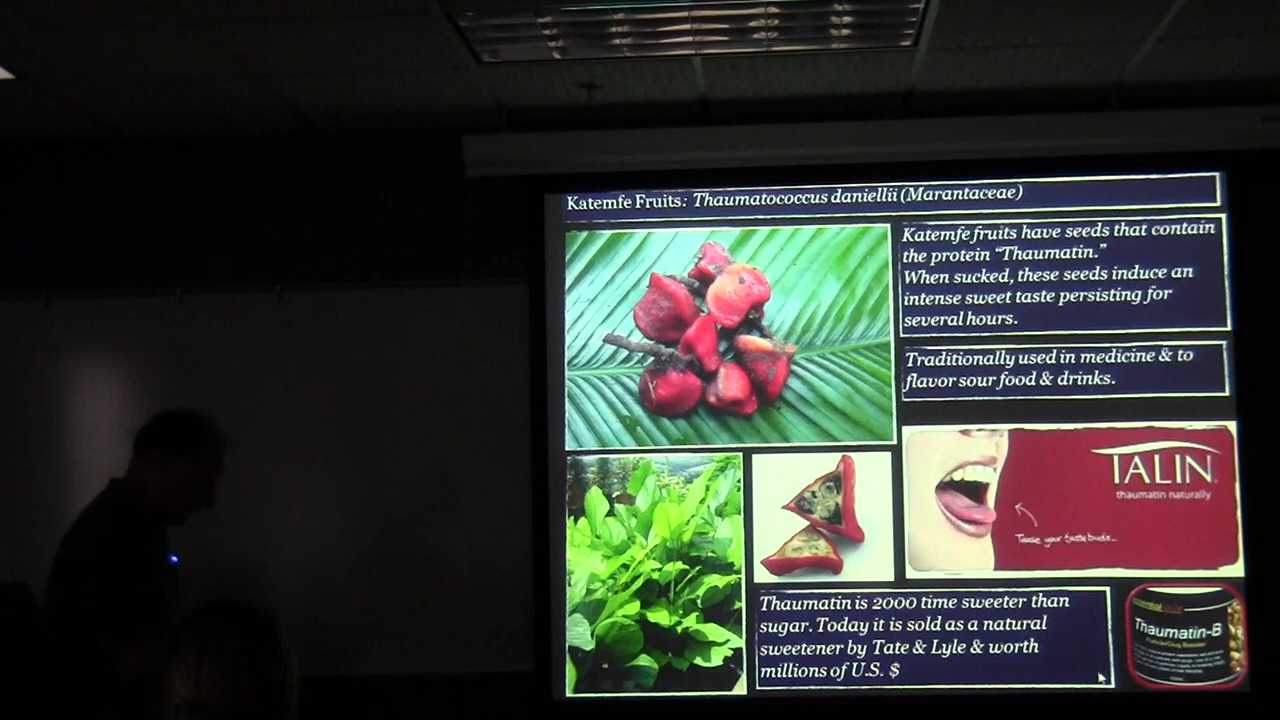 Katemfe Fruits: Thaumatococcus daniellii (Marantaceae)
Katemfe fruits have seeds that contain
the protein “Thaumatin.”
When sucked, these seeds induce an
intense sweet taste persisting for
several hours.
Traditionally used in medicine & to
flavor sour food & drinks.
TALIN
thaumatin naturally
Tease your taste buds...
Thaumatin is 2000 time sweeter than
sugar. Today it is sold as a natural
sweetener by Tate & Lyle & worth
millions of U.S. $
Thaumatin-B